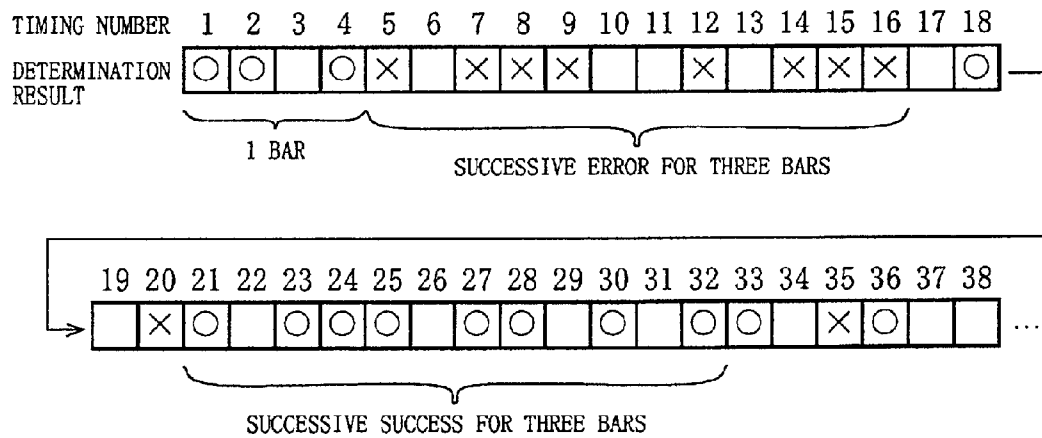 TIMING NUMBER 1 2 3 4 5 6 7 8 9 10 11 12 13 14 15 16 17 18
DETERMINATION RESULT ○ ○ ○ × × × × × × × × ○
1 BAR
SUCCESSIVE ERROR FOR THREE BARS
19 20 21 22 23 24 25 26 27 28 29 30 31 32 33 34 35 36 37 38
× ○ ○ ○ ○ ○ ○ ○ ○ ○ × ○ ...
SUCCESSIVE SUCCESS FOR THREE BARS